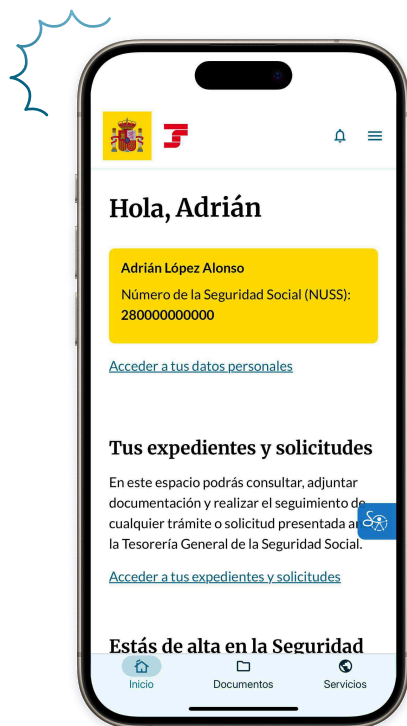 Hola, Adrián
Adrián López Alonso
Número de la Seguridad Social (NUSS):
280000000000
Acceder a tus datos personales
Tus expedientes y solicitudes
En este espacio podrás consultar, adjuntar
documentación y realizar el seguimiento de
cualquier trámite o solicitud presentada
la Tesorería General de la Seguridad Social.
Acceder a tus expedientes y solicitudes
Estás de alta en la Seguridad
Inicio
Documentos
Servicios